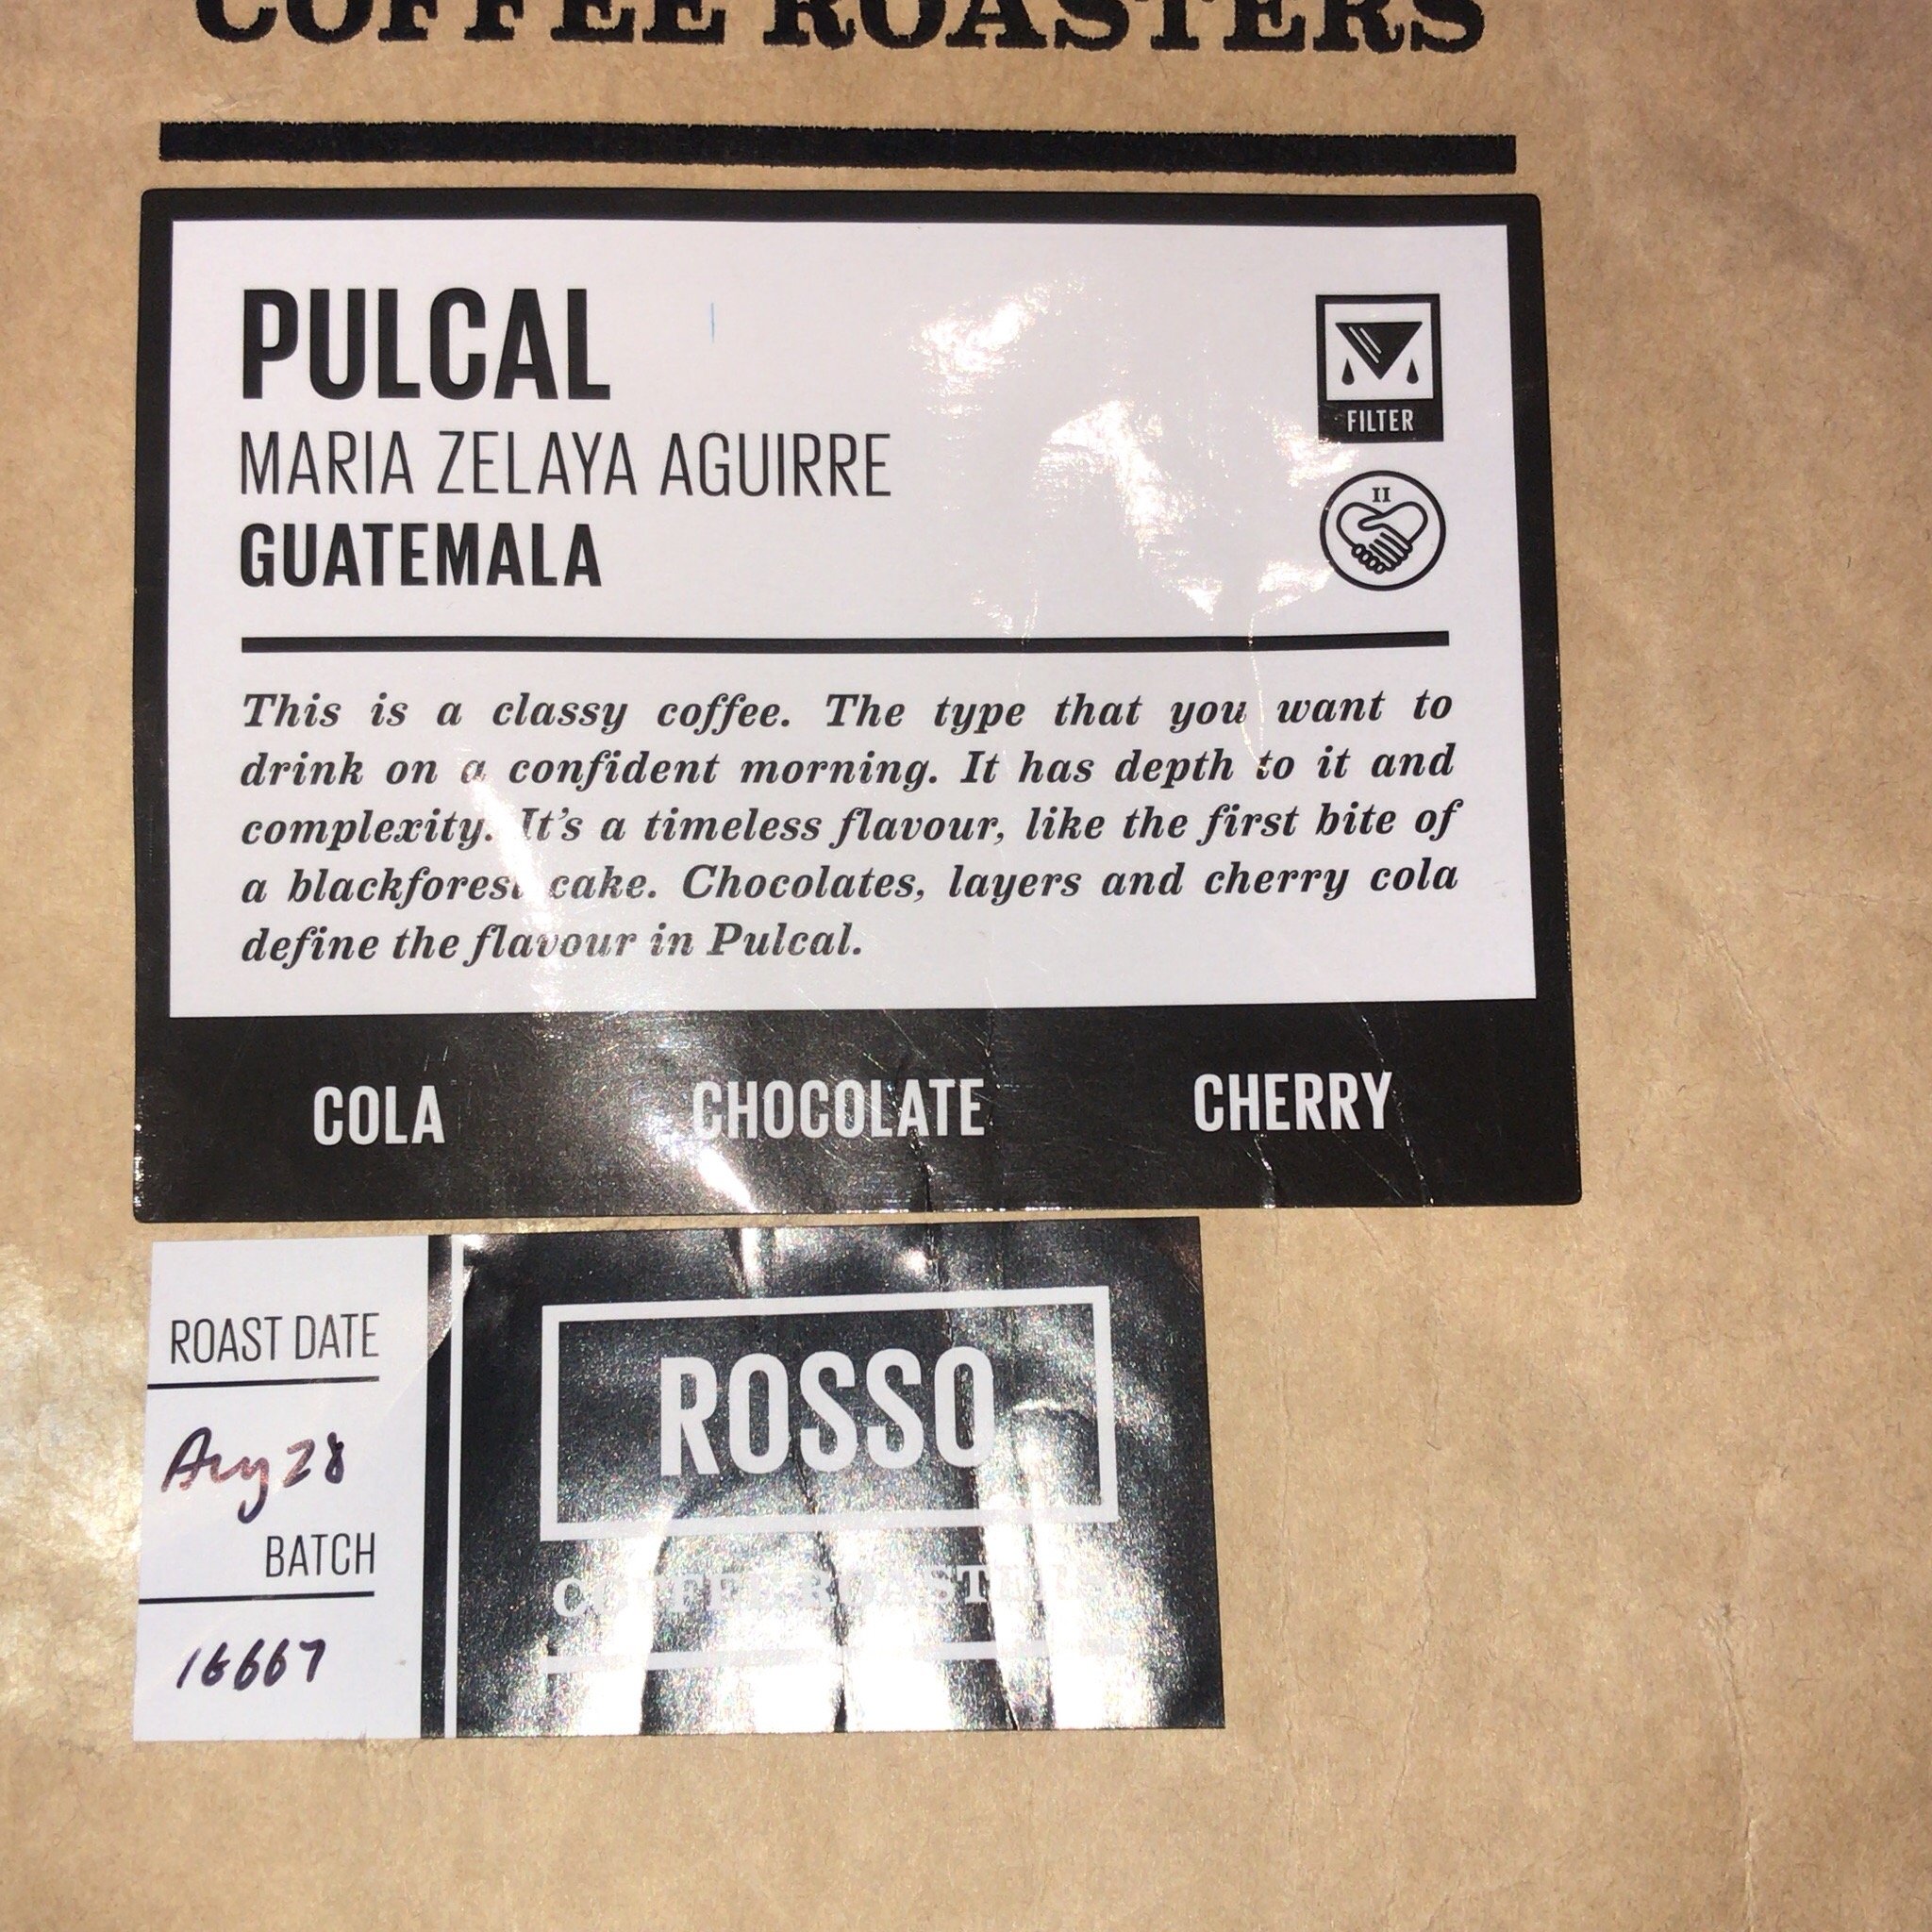 COFFEE ROASTERS
PULCAL
MARIA ZELAYA AGUIRRE
GUATEMALA
FILTER
II
This is a classy coffee. The type that you want to
drink on a confident morning. It has depth to it and
complexity. It's a timeless flavour, like the first bite of
a blackforest cake. Chocolates, layers and cherry cola
define the flavour in Pulcal.
COLA CHOCOLATE CHERRY
ROAST DATE
Aug 28
BATCH
16667
ROSSO
COFFEE ROASTERS